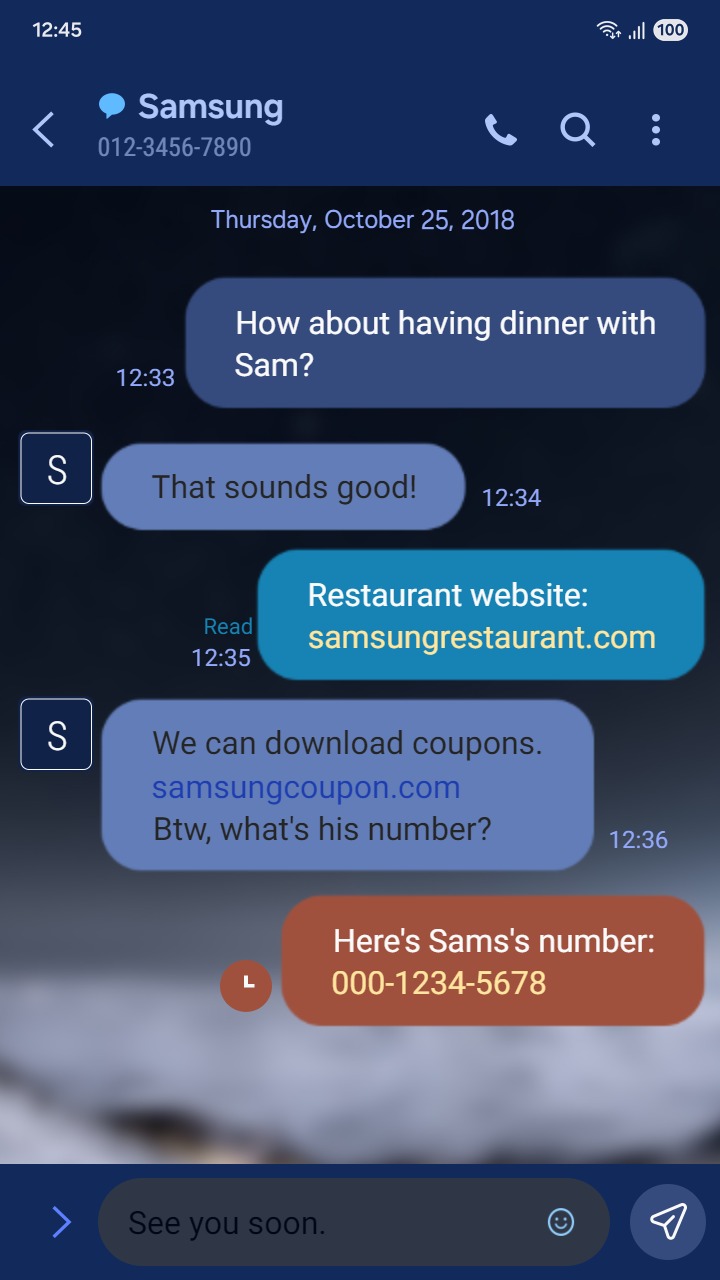 12:45
100
Samsung
012-3456-7890
Thursday, October 25, 2018
How about having dinner with
Sam?
12:33
S
That sounds good!
12:34
Restaurant website:
samsungrestaurant.com
Read
12:35
S
We can download coupons.
samsungcoupon.com
Btw, what's his number?
12:36
Here's Sams's number:
000-1234-5678
See you soon.